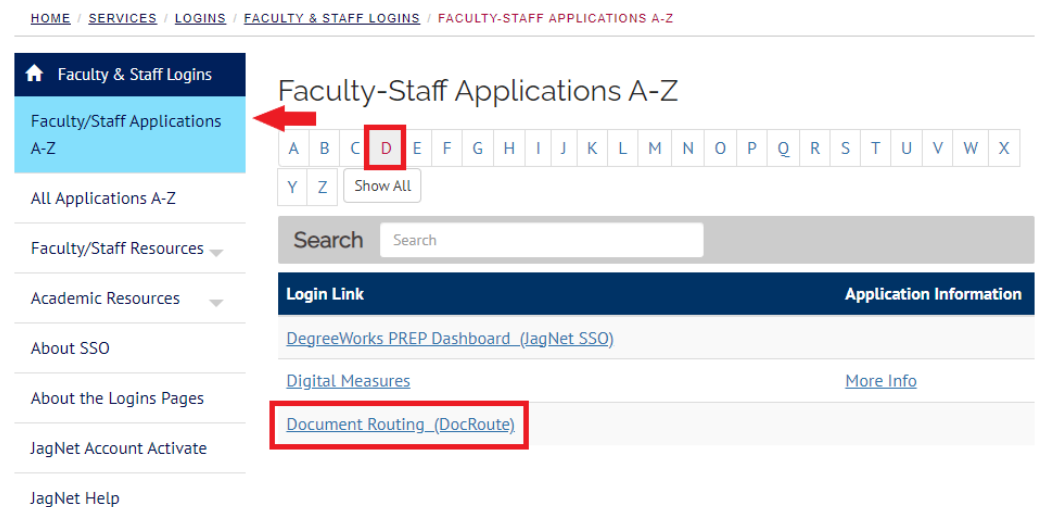 HOME / SERVICES / LOGINS / FACULTY & STAFF LOGINS / FACULTY-STAFF APPLICATIONS A-Z
Faculty & Staff Logins
Faculty/Staff Applications
A-Z
All Applications A-Z
Faculty/Staff Resources
Academic Resources
About SSO
About the Logins Pages
JagNet Account Activate
JagNet Help
Faculty-Staff Applications A-Z
A B C D E F G H I J K L M N O P Q R S T U V W X
Y Z Show All
Search Search
Login Link Application Information
DegreeWorks PREP Dashboard (JagNet SSO)
Digital Measures More Info
Document Routing (DocRoute)